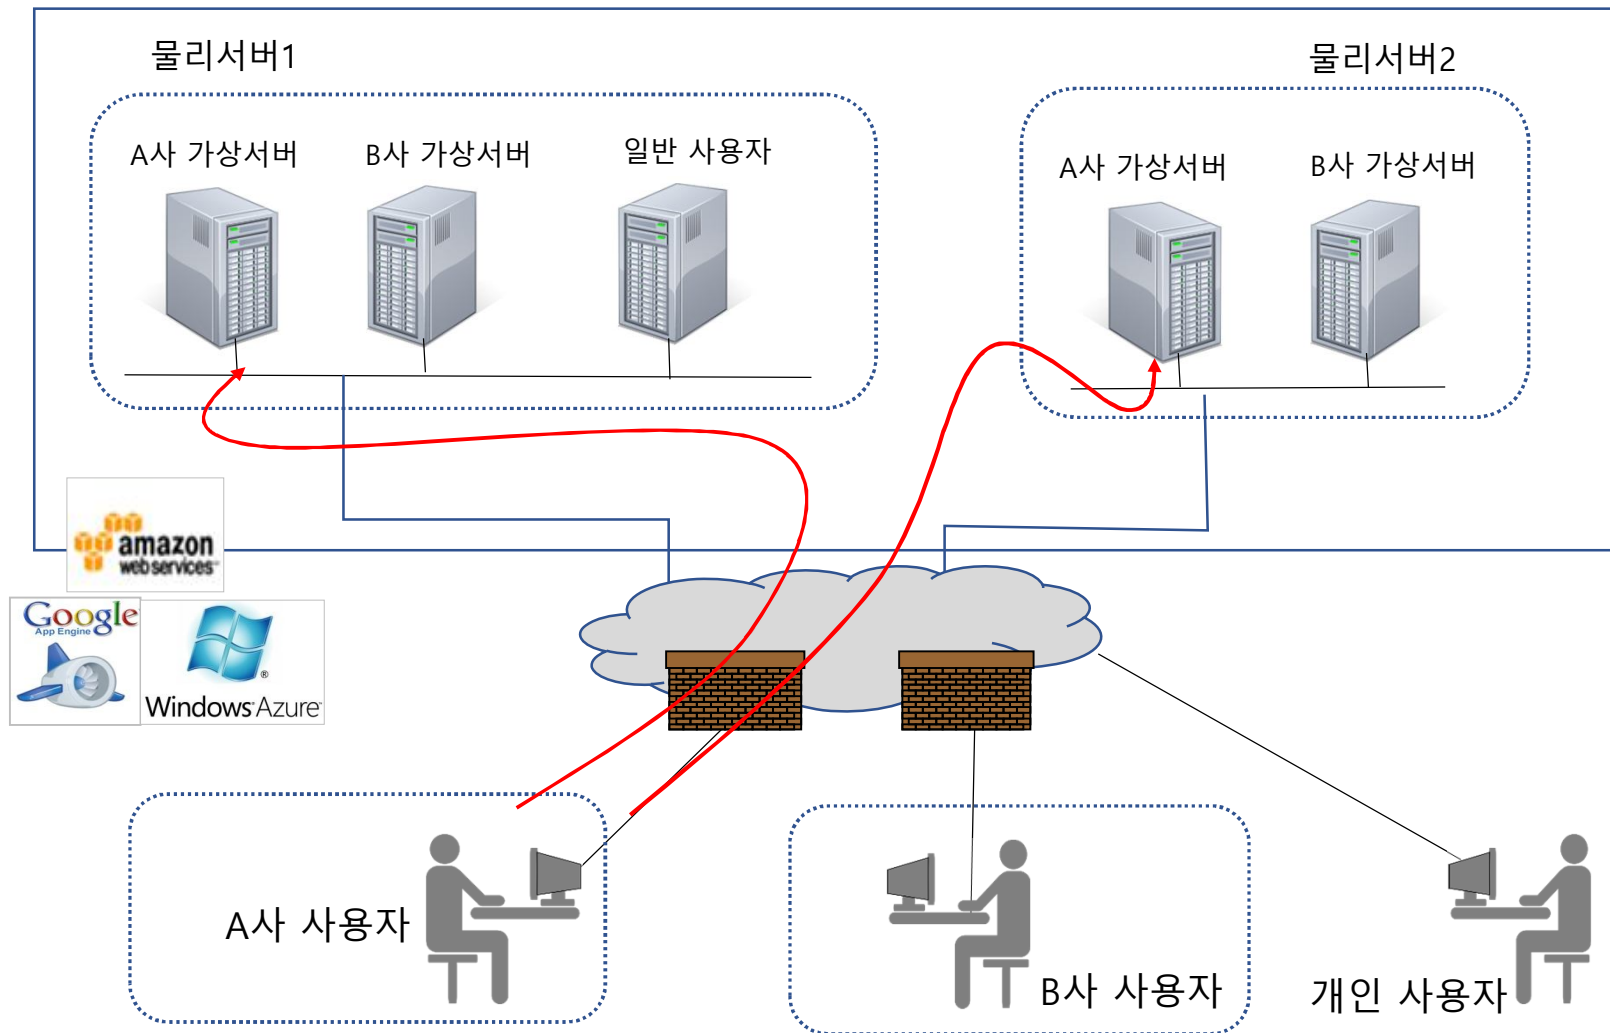 물리서버1
물리서버2
A사 가상서버
B사 가상서버
일반 사용자
A사 가상서버
B사 가상서버
amazon
web services™
Google
App Engine
Windows Azure
A사 사용자
B사 사용자
개인 사용자